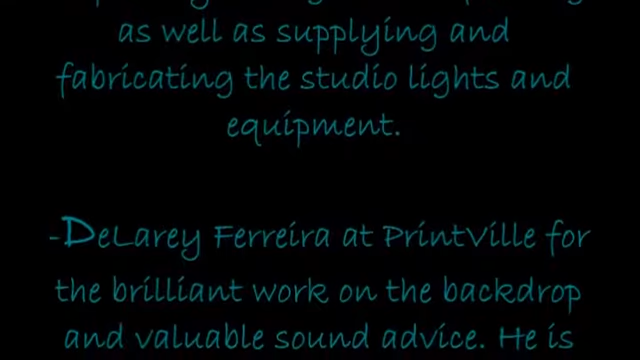 as well as supplying and
fabricating the studio lights and
equipment.
-DeLarey Ferreira at PrintVille for
the brilliant work on the backdrop
and valuable sound advice. He is